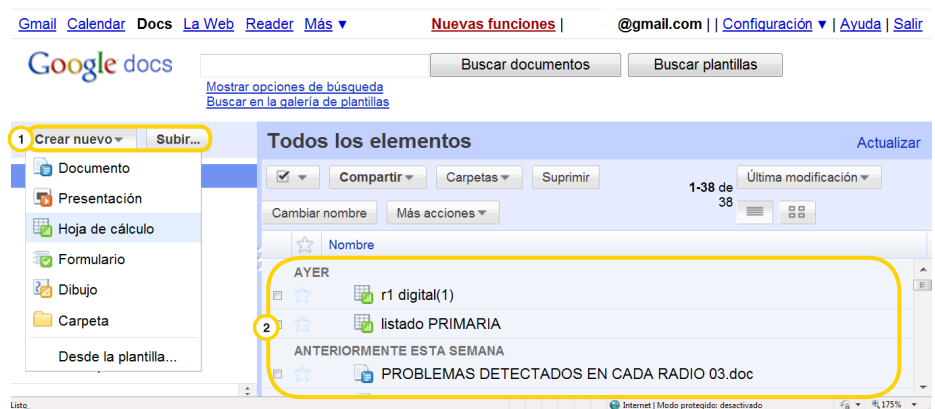 Gmail Calendar Docs La Web Reader Más ▼ Nuevas funciones | @gmail.com | | Configuración ▼ | Ayuda | Salir
Google docs Buscar documentos Buscar plantillas
Mostrar opciones de búsqueda
Buscar en la galería de plantillas
1 Crear nuevo Subir...
Documento
Presentación
Hoja de cálculo
Formulario
Dibujo
Carpeta
Desde la plantilla...
Todos los elementos Actualizar
Compartir Carpetas Suprimir 1-38 de 38 Última modificación
Cambiar nombre Más acciones
Nombre
AYER
r1 digital(1)
2 listado PRIMARIA
ANTERIORMENTE ESTA SEMANA
PROBLEMAS DETECTADOS EN CADA RADIO 03.doc
Listo Internet | Modo protegido: desactivado 175%